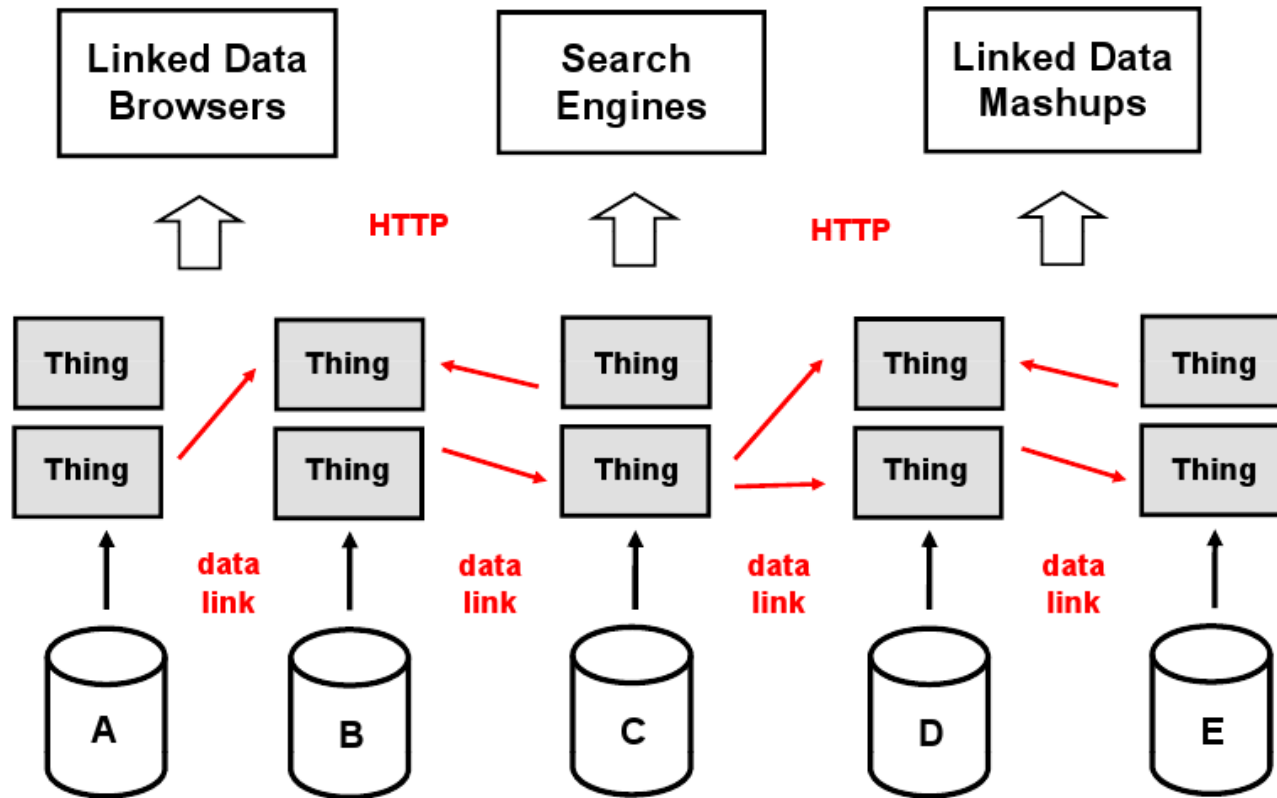 Linked Data
Browsers
Search
Engines
Linked Data
Mashups
HTTP
HTTP
Thing
Thing
Thing
Thing
Thing
Thing
Thing
Thing
Thing
Thing
data
link
data
link
data
link
data
link
A
B
C
D
E